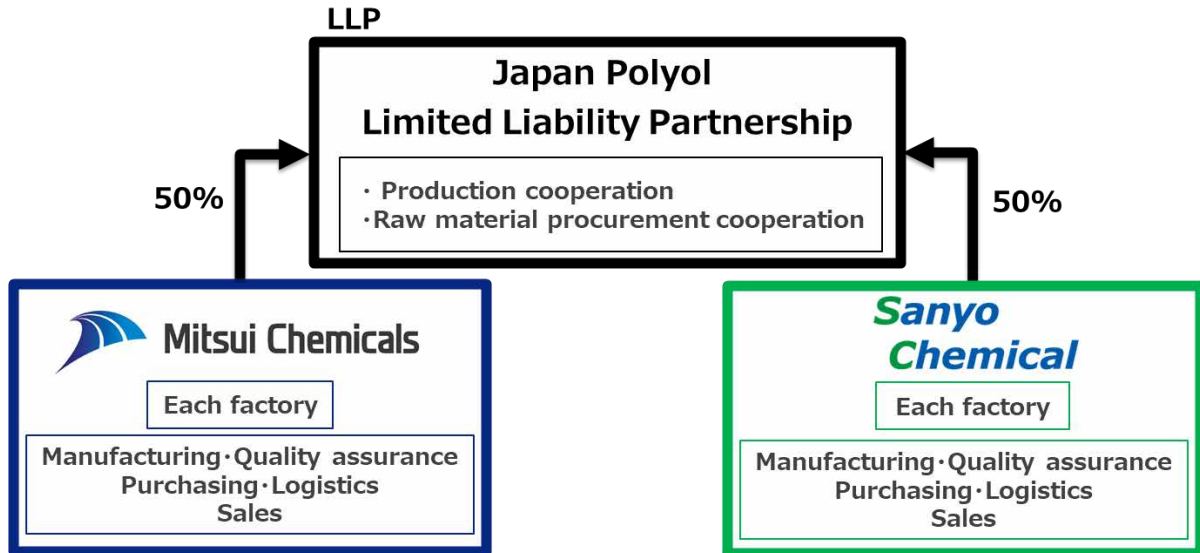 LLP
Japan Polyol
Limited Liability Partnership
· Production cooperation
·Raw material procurement cooperation
50%
50%
Mitsui Chemicals
Each factory
Manufacturing·Quality assurance
Purchasing·Logistics
Sales
Sanyo
Chemical
Each factory
Manufacturing·Quality assurance
Purchasing·Logistics
Sales